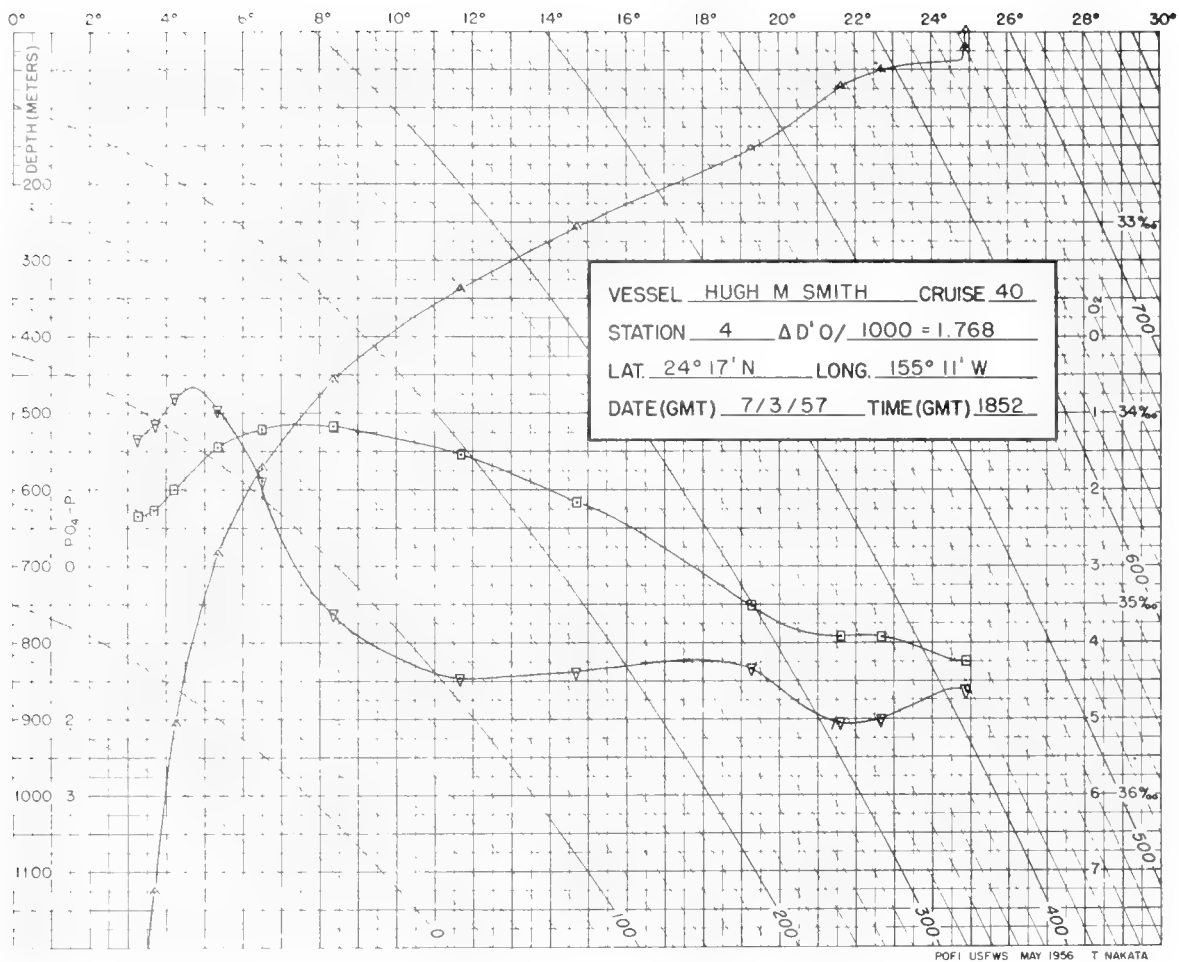 0° 2° 4° 6° 8° 10° 12° 14° 16° 18° 20° 22° 24° 26° 28° 30°
DEPTH (METERS)
200
300
400
500
600
700
800
900
1000
1100
PO₄-P
0
1
2
3
VESSEL HUGH M SMITH CRUISE 40
STATION 4 Δ D'O/ 1000 = 1.768
LAT. 24° 17' N LONG. 155° 11' W
DATE (GMT) 7/3/57 TIME (GMT) 1852
O₂
0
1
2
3
4
5
6
7
33‰
34‰
35‰
36‰
700
600
500
0 100 200 300 400
POFI USFWS MAY 1956 T NAKATA